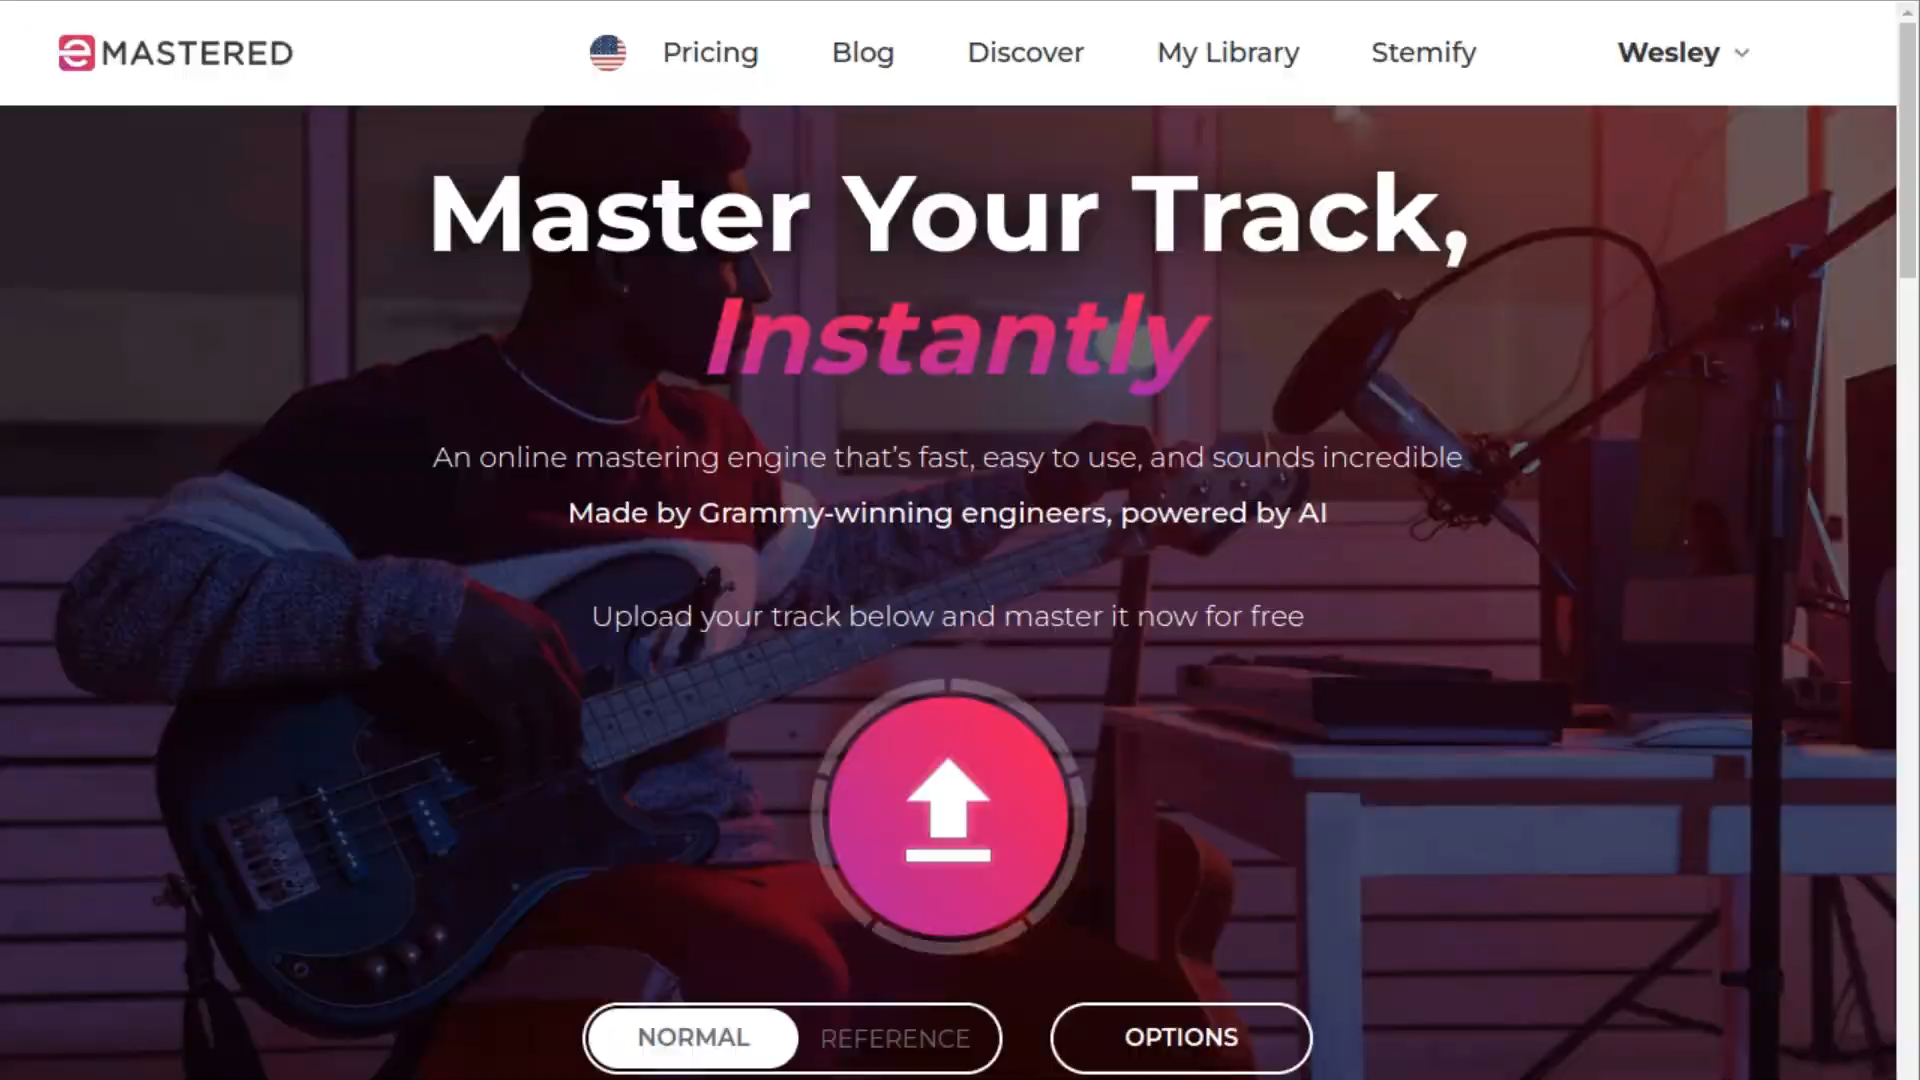 eMASTERED
Pricing
Blog
Discover
My Library
Stemify
Wesley
Master Your Track,
Instantly
An online mastering engine that's fast, easy to use, and sounds incredible
Made by Grammy-winning engineers, powered by AI
Upload your track below and master it now for free
NORMAL
REFERENCE
OPTIONS